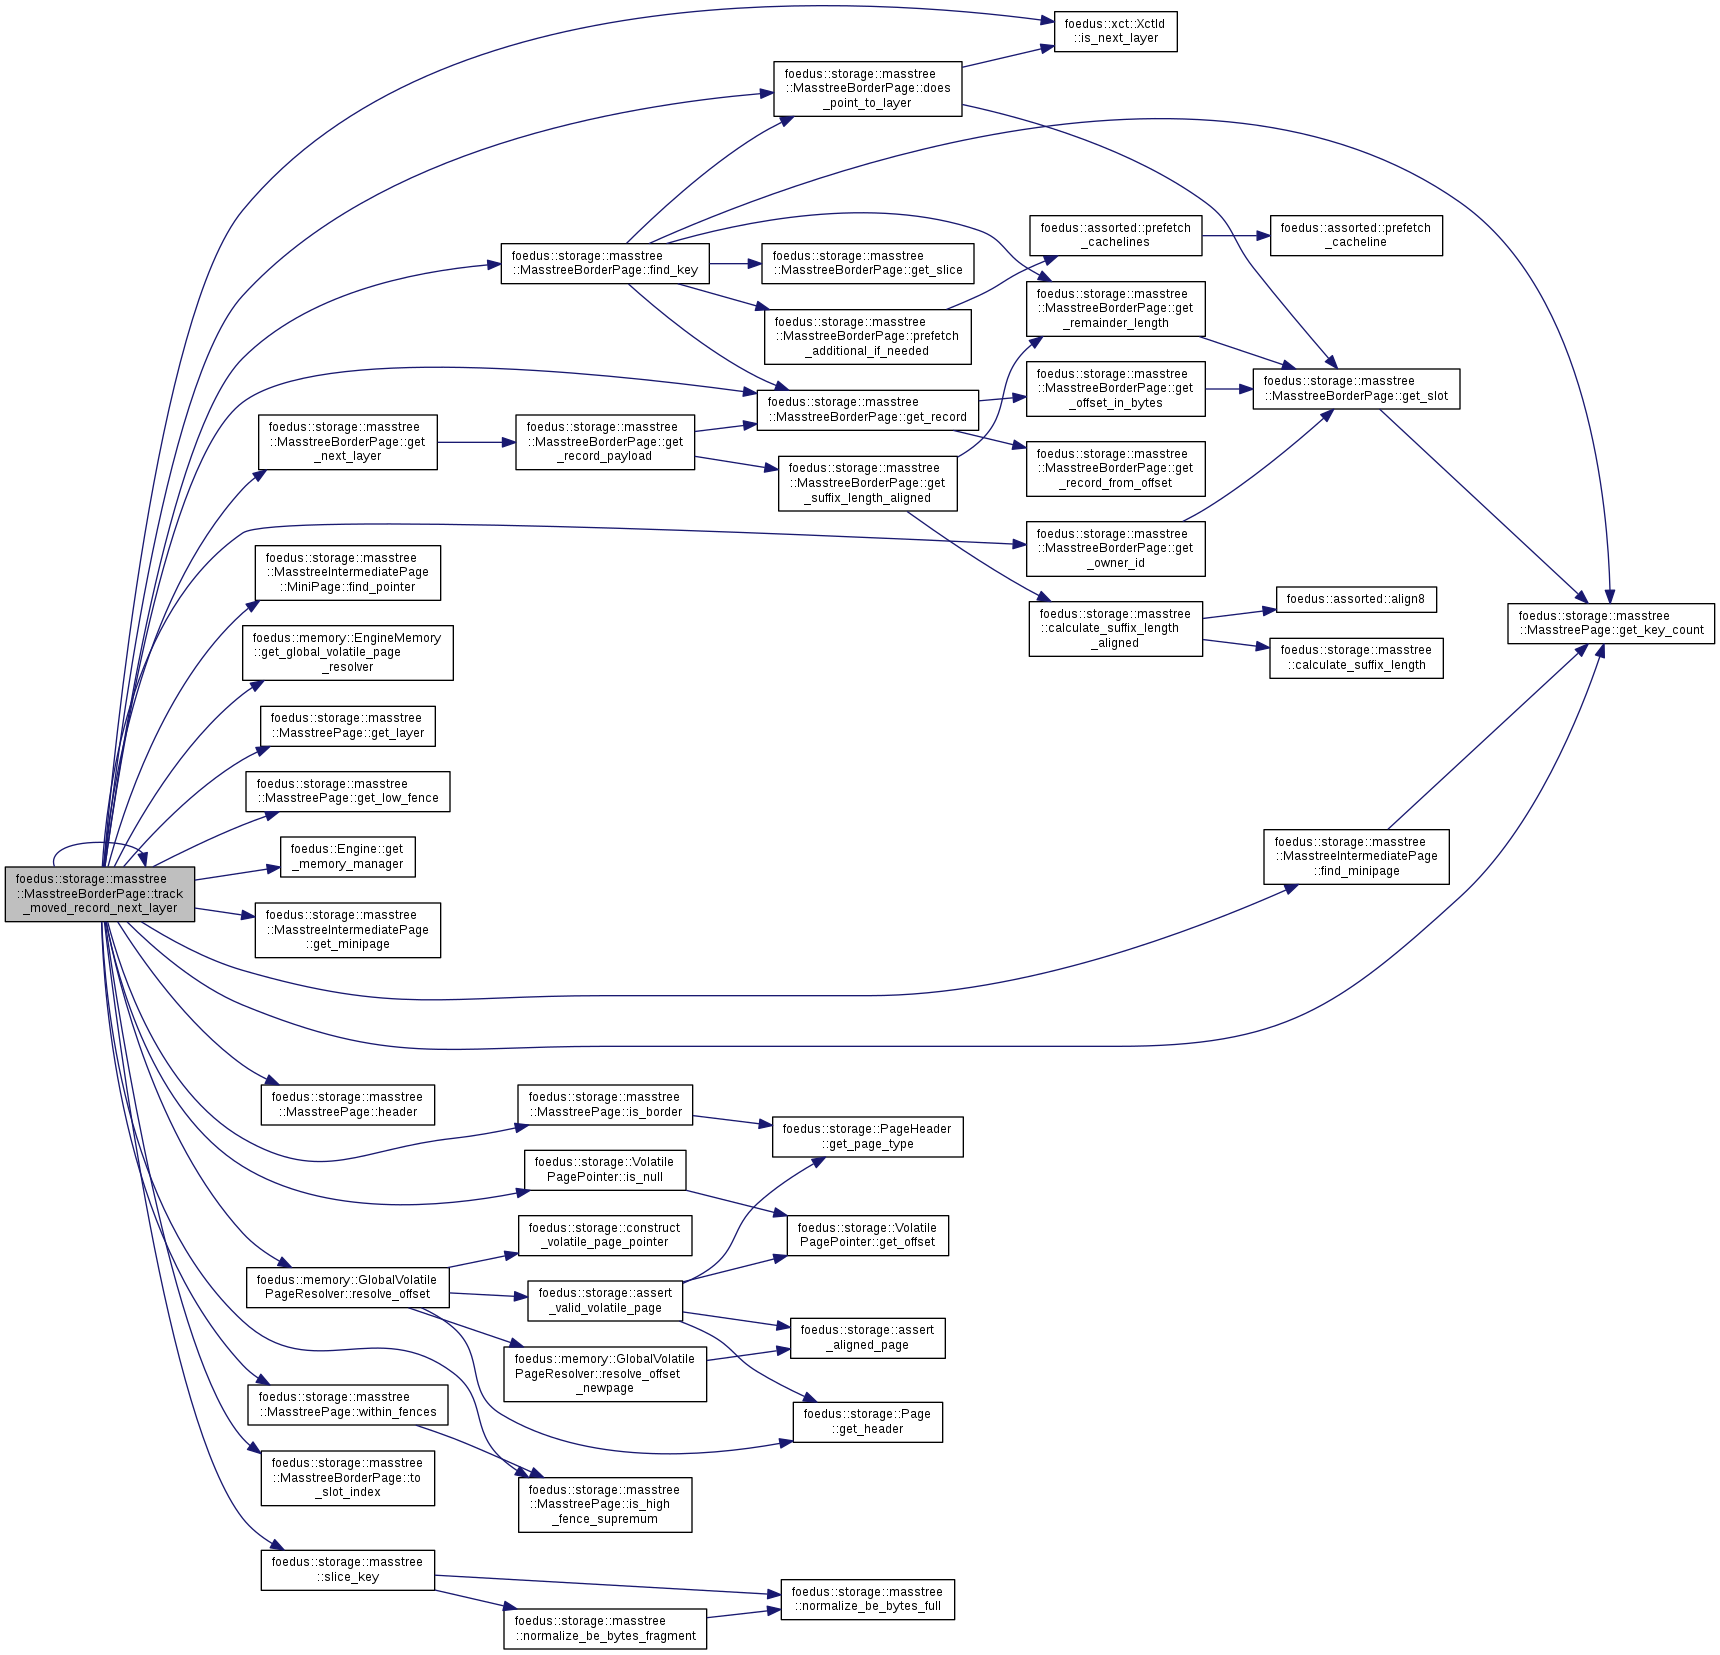 foedus::xct::XctId
::is_next_layer
foedus::storage::masstree
::MasstreeBorderPage::does
_point_to_layer
foedus::storage::masstree
::MasstreeBorderPage::find_key
foedus::storage::masstree
::MasstreeBorderPage::get_slice
foedus::assorted::prefetch
_cachelines
foedus::assorted::prefetch
_cacheline
foedus::storage::masstree
::MasstreeBorderPage::get
_remainder_length
foedus::storage::masstree
::MasstreeBorderPage::prefetch
_additional_if_needed
foedus::storage::masstree
::MasstreeBorderPage::get
_offset_in_bytes
foedus::storage::masstree
::MasstreeBorderPage::get_slot
foedus::storage::masstree
::MasstreeBorderPage::get_record
foedus::storage::masstree
::MasstreeBorderPage::get
_next_layer
foedus::storage::masstree
::MasstreeBorderPage::get
_record_payload
foedus::storage::masstree
::MasstreeBorderPage::get
_record_from_offset
foedus::storage::masstree
::MasstreeBorderPage::get
_suffix_length_aligned
foedus::storage::masstree
::MasstreeBorderPage::get
_owner_id
foedus::storage::masstree
::MasstreeIntermediatePage
::MiniPage::find_pointer
foedus::assorted::align8
foedus::storage::masstree
::calculate_suffix_length
_aligned
foedus::storage::masstree
::MasstreePage::get_key_count
foedus::memory::EngineMemory
::get_global_volatile_page
_resolver
foedus::storage::masstree
::calculate_suffix_length
foedus::storage::masstree
::MasstreePage::get_layer
foedus::storage::masstree
::MasstreePage::get_low_fence
foedus::Engine::get
_memory_manager
foedus::storage::masstree
::MasstreeIntermediatePage
::find_minipage
foedus::storage::masstree
::MasstreeBorderPage::track
_moved_record_next_layer
foedus::storage::masstree
::MasstreeIntermediatePage
::get_minipage
foedus::storage::masstree
::MasstreePage::header
foedus::storage::masstree
::MasstreePage::is_border
foedus::storage::PageHeader
::get_page_type
foedus::storage::Volatile
PagePointer::is_null
foedus::storage::construct
_volatile_page_pointer
foedus::storage::Volatile
PagePointer::get_offset
foedus::memory::GlobalVolatile
PageResolver::resolve_offset
foedus::storage::assert
_valid_volatile_page
foedus::storage::assert
_aligned_page
foedus::memory::GlobalVolatile
PageResolver::resolve_offset
_newpage
foedus::storage::masstree
::MasstreePage::within_fences
foedus::storage::Page
::get_header
foedus::storage::masstree
::MasstreeBorderPage::to
_slot_index
foedus::storage::masstree
::MasstreePage::is_high
_fence_supremum
foedus::storage::masstree
::slice_key
foedus::storage::masstree
::normalize_be_bytes_full
foedus::storage::masstree
::normalize_be_bytes_fragment